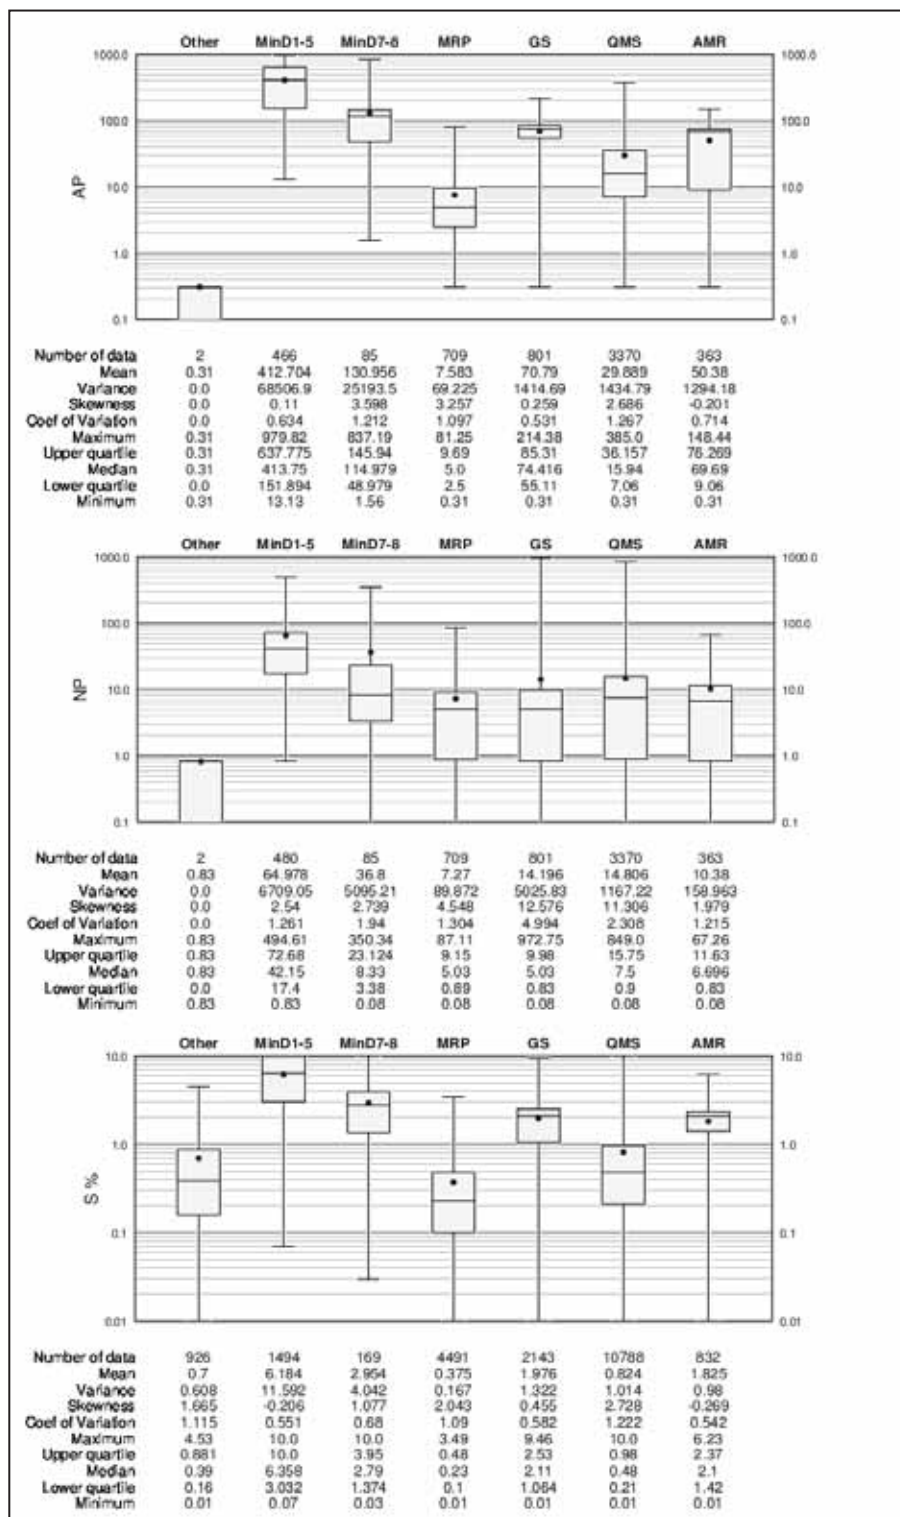 Other MinD1-5 MinD7-8 MRP GS QMS AMR
1000.0 1000.0
100.0 100.0
10.0 10.0
1.0 1.0
0.1 0.1
AP
Number of data 2 466 85 709 801 3370 363
Mean 0.31 412.704 130.956 7.583 70.79 29.889 50.38
Variance 0.0 68506.9 25193.5 69.225 1414.69 1434.79 1294.18
Skewness 0.0 0.11 3.598 3.257 0.259 2.686 -0.201
Coef of Variation 0.0 0.634 1.212 1.097 0.531 1.267 0.714
Maximum 0.31 979.82 837.19 81.25 214.38 385.0 148.44
Upper quartile 0.31 637.775 145.94 9.69 85.31 36.157 76.269
Median 0.31 413.75 114.979 5.0 74.416 15.94 69.69
Lower quartile 0.0 151.894 48.979 2.5 55.11 7.06 9.06
Minimum 0.31 13.13 1.56 0.31 0.31 0.31 0.31
Other MinD1-5 MinD7-8 MRP GS QMS AMR
1000.0 1000.0
100.0 100.0
10.0 10.0
1.0 1.0
0.1 0.1
NP
Number of data 2 480 85 709 801 3370 363
Mean 0.83 64.978 36.8 7.27 14.196 14.806 10.38
Variance 0.0 6709.05 5095.21 89.872 5025.83 1167.22 158.963
Skewness 0.0 2.54 2.739 4.548 12.576 11.306 1.979
Coef of Variation 0.0 1.261 1.94 1.304 4.994 2.308 1.215
Maximum 0.83 494.61 350.34 87.11 972.75 849.0 67.26
Upper quartile 0.83 72.68 23.124 9.15 9.98 15.75 11.63
Median 0.83 42.15 8.33 5.03 5.03 7.5 6.696
Lower quartile 0.0 17.4 3.38 0.89 0.83 0.9 0.83
Minimum 0.83 0.83 0.08 0.08 0.08 0.08 0.08
Other MinD1-5 MinD7-8 MRP GS QMS AMR
10.0 10.0
1.0 1.0
0.1 0.1
0.01 0.01
S %
Number of data 926 1494 169 4491 2143 10788 832
Mean 0.7 6.184 2.954 0.375 1.976 0.824 1.825
Variance 0.608 11.592 4.042 0.167 1.322 1.014 0.98
Skewness 1.665 -0.206 1.077 2.043 0.455 2.728 -0.269
Coef of Variation 1.115 0.551 0.68 1.09 0.582 1.222 0.542
Maximum 4.53 10.0 10.0 3.49 9.46 10.0 6.23
Upper quartile 0.881 10.0 3.95 0.48 2.53 0.98 2.37
Median 0.39 6.358 2.79 0.23 2.11 0.48 2.1
Lower quartile 0.16 3.032 1.374 0.1 1.064 0.21 1.42
Minimum 0.01 0.07 0.03 0.01 0.01 0.01 0.01